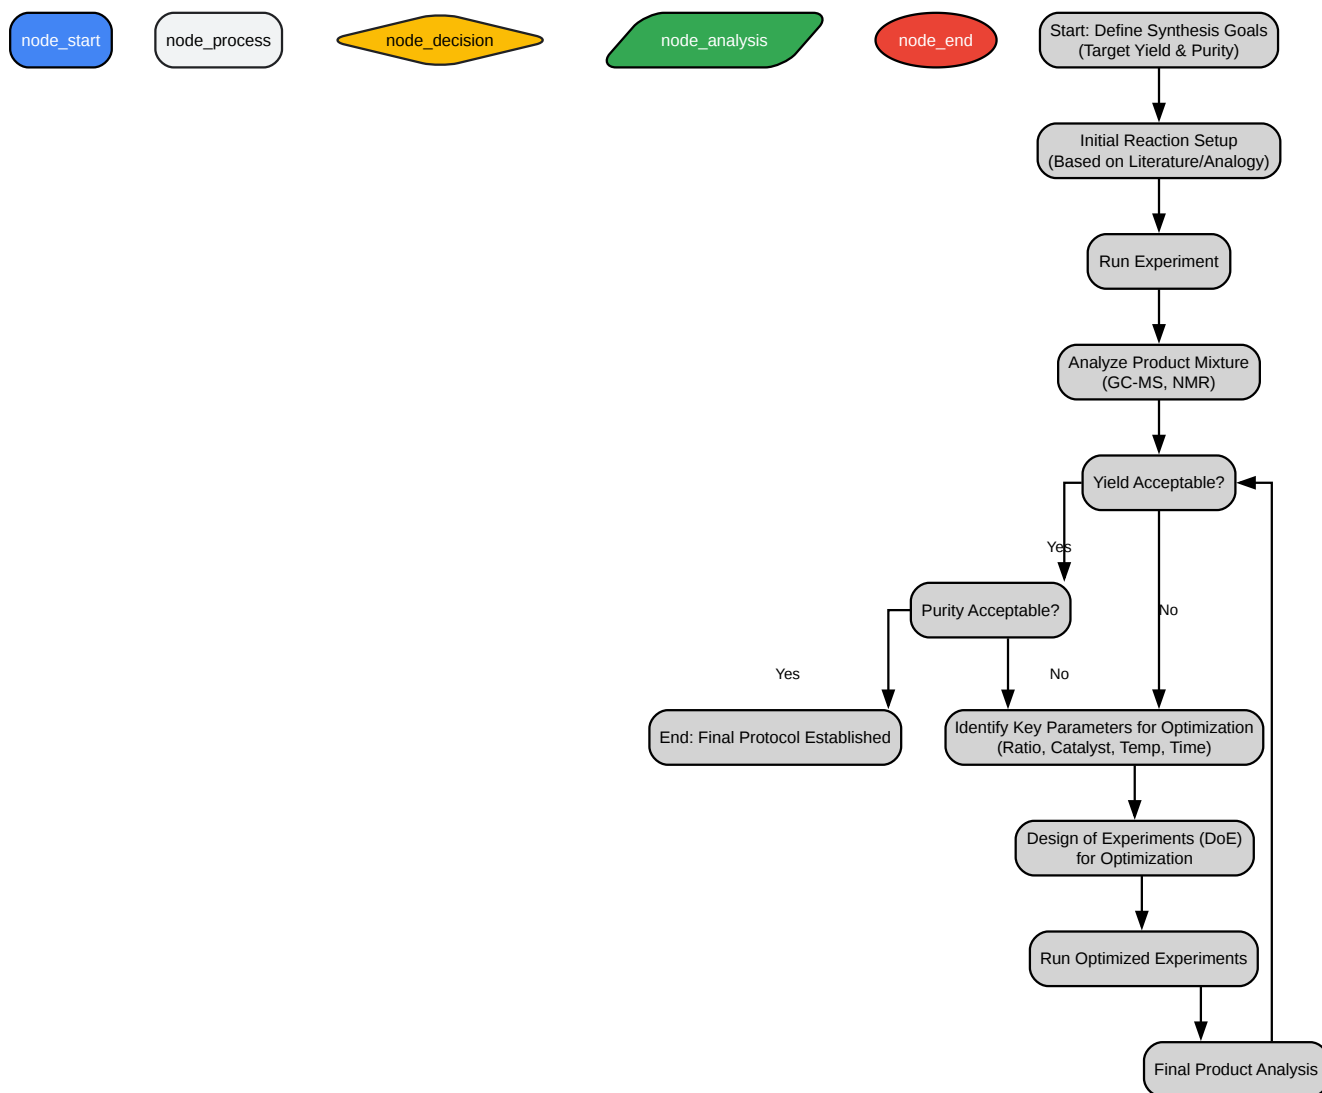 node_start
node_process
node_decision
node_analysis
node_end
Start: Define Synthesis Goals
(Target Yield & Purity)
Initial Reaction Setup
(Based on Literature/Analogy)
Run Experiment
Analyze Product Mixture
(GC-MS, NMR)
Yield Acceptable?
Yes
Purity Acceptable?
No
Yes
No
End: Final Protocol Established
Identify Key Parameters for Optimization
(Ratio, Catalyst, Temp, Time)
Design of Experiments (DoE)
for Optimization
Run Optimized Experiments
Final Product Analysis